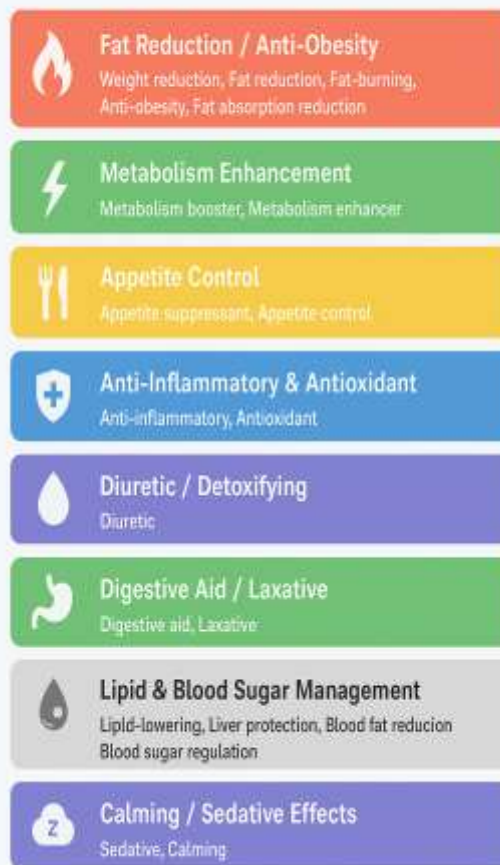 Fat Reduction / Anti-Obesity
Weight reduction, Fat reduction, Fat-burning,
Anti-obesity, Fat absorption reduction
Metabolism Enhancement
Metabolism booster, Metabolism enhancer
Appetite Control
Appetite suppressant, Appetite control
Anti-Inflammatory & Antioxidant
Anti-inflammatory, Antioxidant
Diuretic / Detoxifying
Diuretic
Digestive Aid / Laxative
Digestive aid, Laxative
Lipid & Blood Sugar Management
Lipid-lowering, Liver protection, Blood fat reducion
Blood sugar regulation
Z
Calming / Sedative Effects
Sedative, Calming